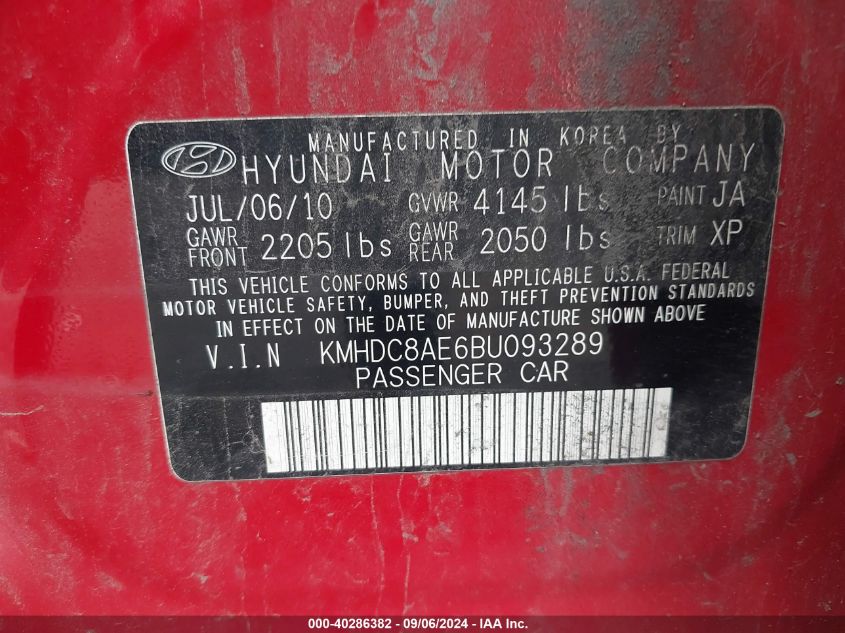 MANUFACTURED IN KOREA BY
HYUNDAI MOTOR COMPANY
JUL/06/10 GVWR 4145 lbs PAINT JA
GAWR FRONT 2205 lbs GAWR REAR 2050 lbs TRIM XP
THIS VEHICLE CONFORMS TO ALL APPLICABLE U.S.A. FEDERAL
MOTOR VEHICLE SAFETY, BUMPER, AND THEFT PREVENTION STANDARDS
IN EFFECT ON THE DATE OF MANUFACTURE SHOWN ABOVE
V.I.N KMHDC8AE6BU093289
PASSENGER CAR
000-40286382 - 09/06/2024 - IAA Inc.